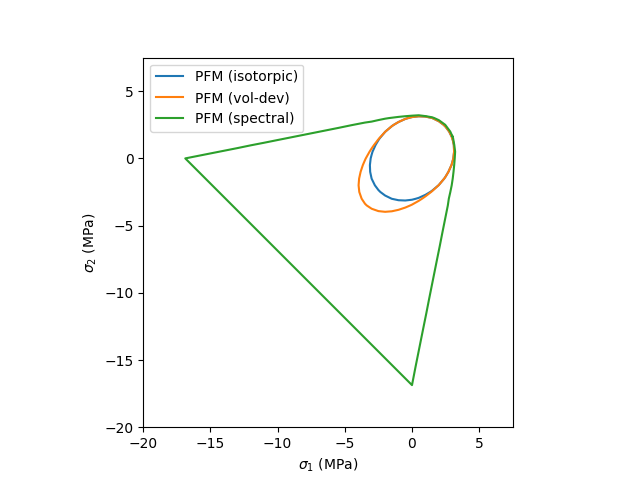 PFM (isotorpic)
PFM (vol-dev)
PFM (spectral)
5
0
−5
−10
−15
−20
σ₂ (MPa)
−20 −15 −10 −5 0 5
σ₁ (MPa)